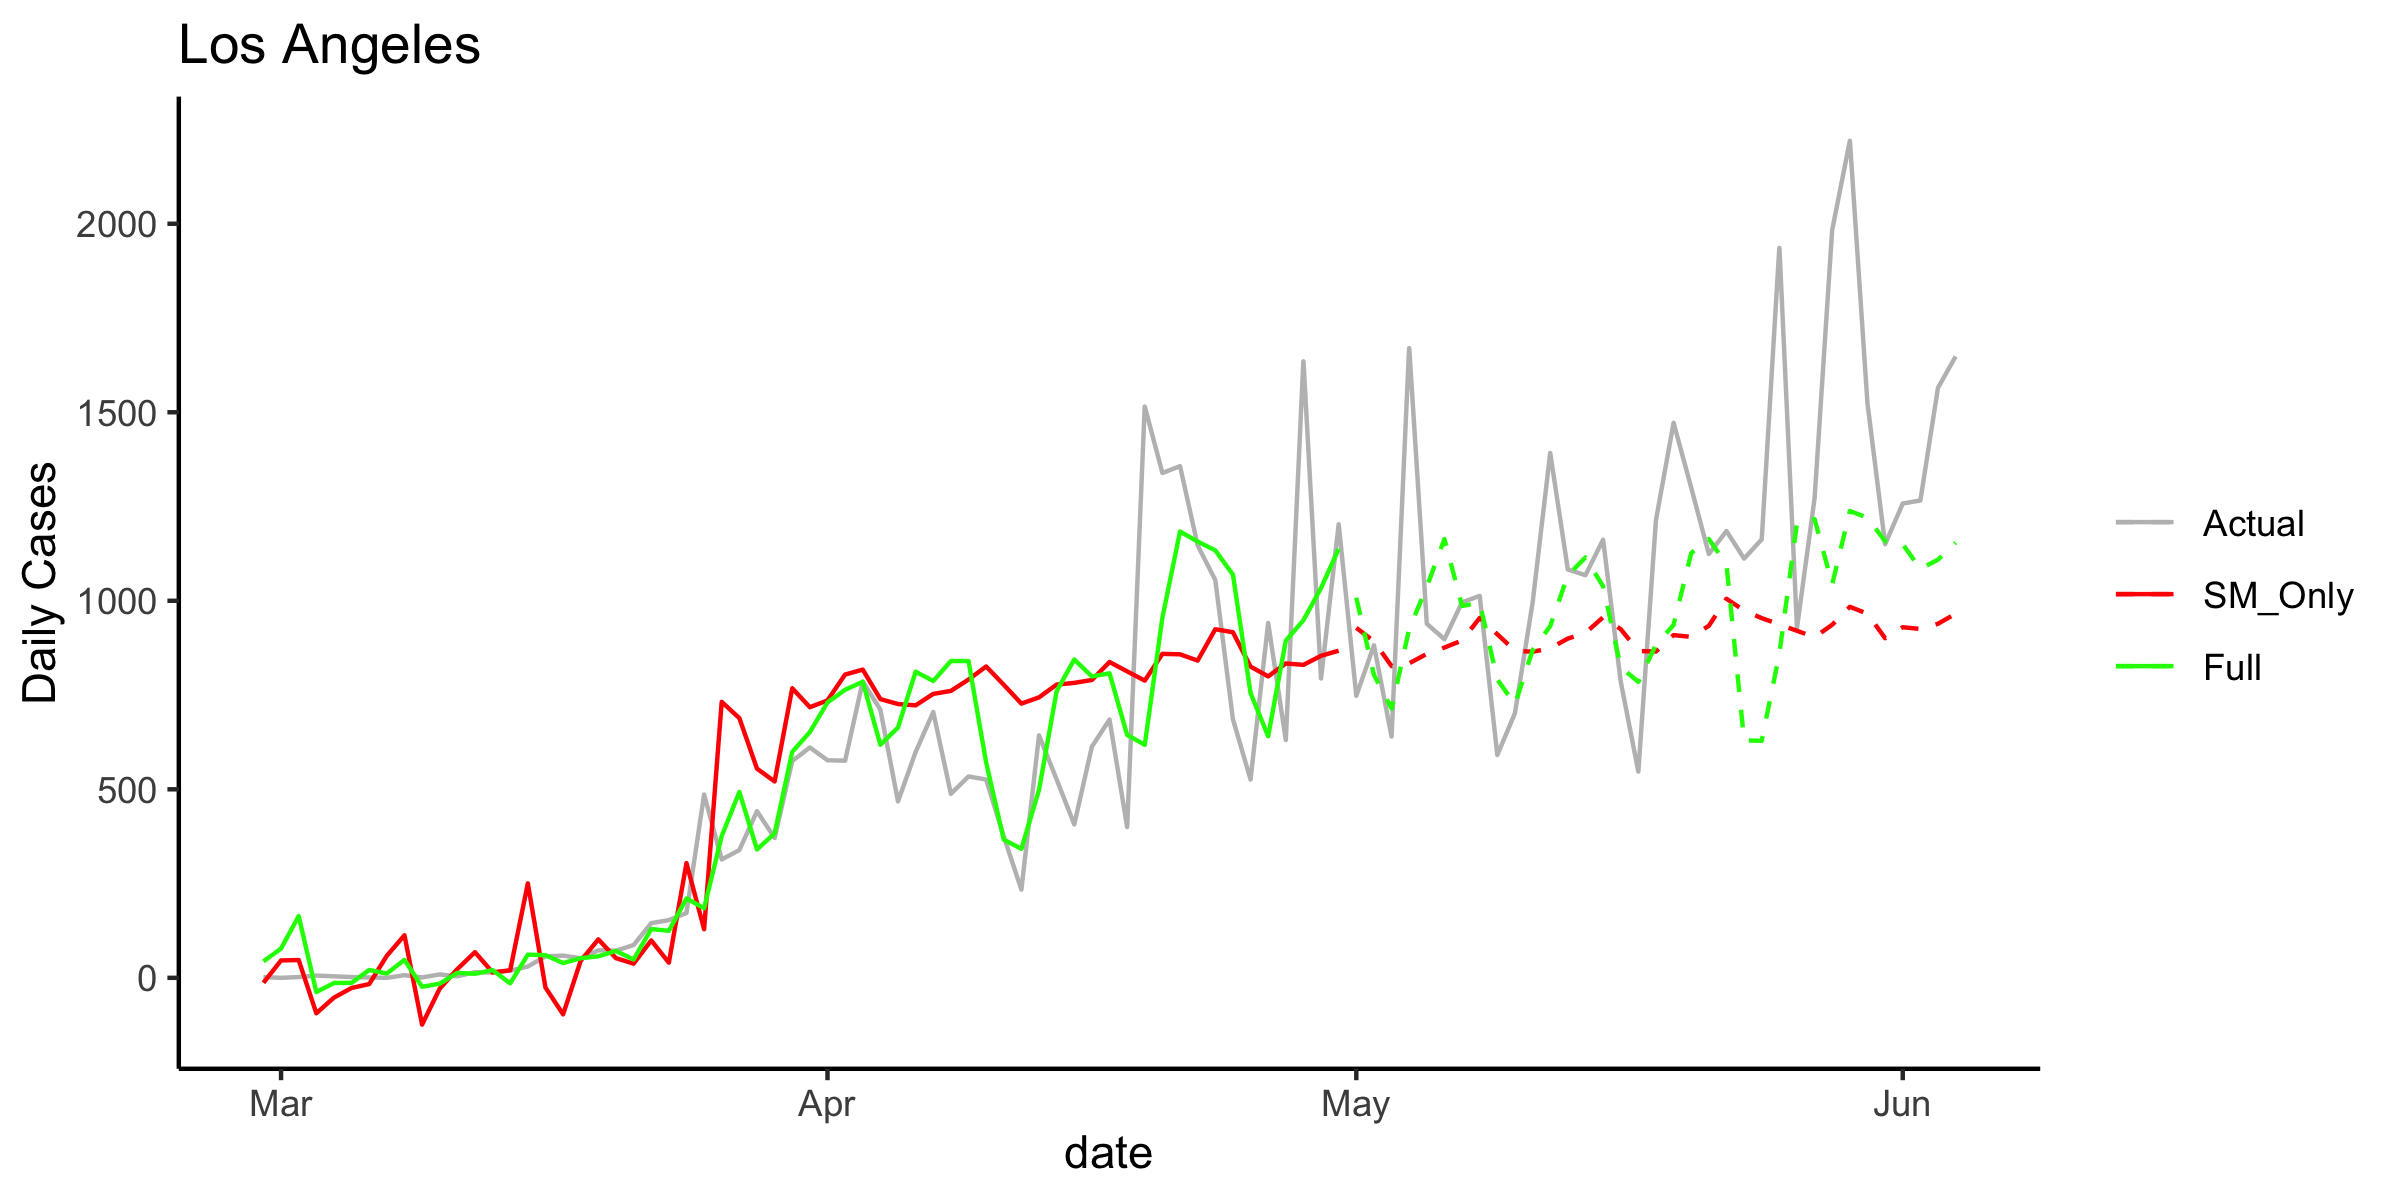 Los Angeles
Daily Cases
2000
1500
1000
500
0
Mar Apr May Jun
date
Actual
SM_Only
Full